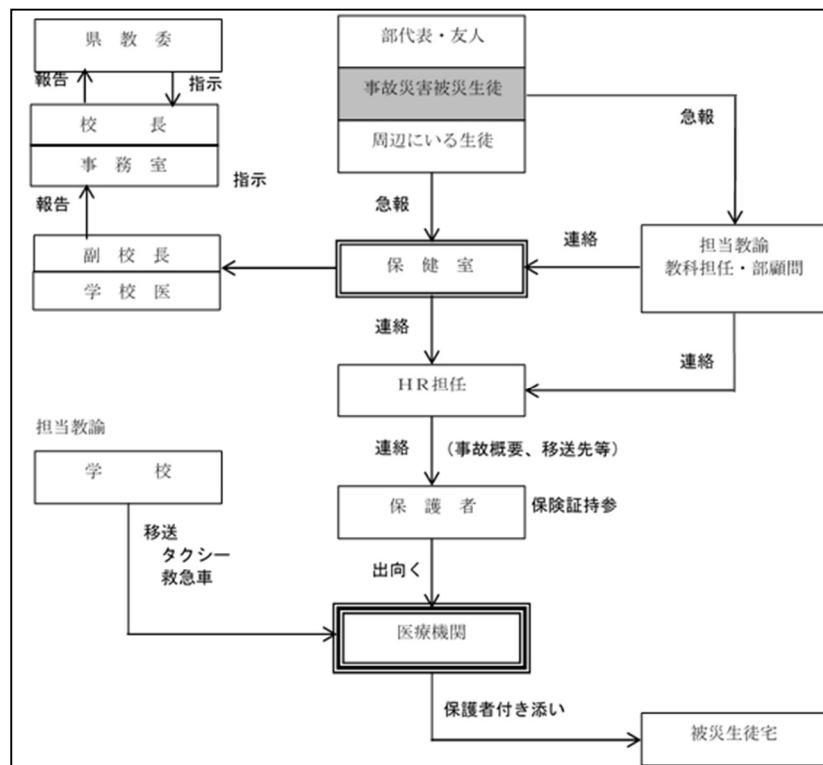 県 教 委
報告
指示
校 長
事 務 室
指示
報告
副 校 長
学 校 医
部代表・友人
事故災害被災生徒
周辺にいる生徒
急報
急報
保 健 室
連絡
担当教諭
教科担任・部顧問
連絡
連絡
HR担任
連絡
(事故概要、移送先等)
保 護 者
保険証持参
担当教諭
学 校
移送
タクシー
救急車
出向く
医療機関
保護者付き添い
被災生徒宅